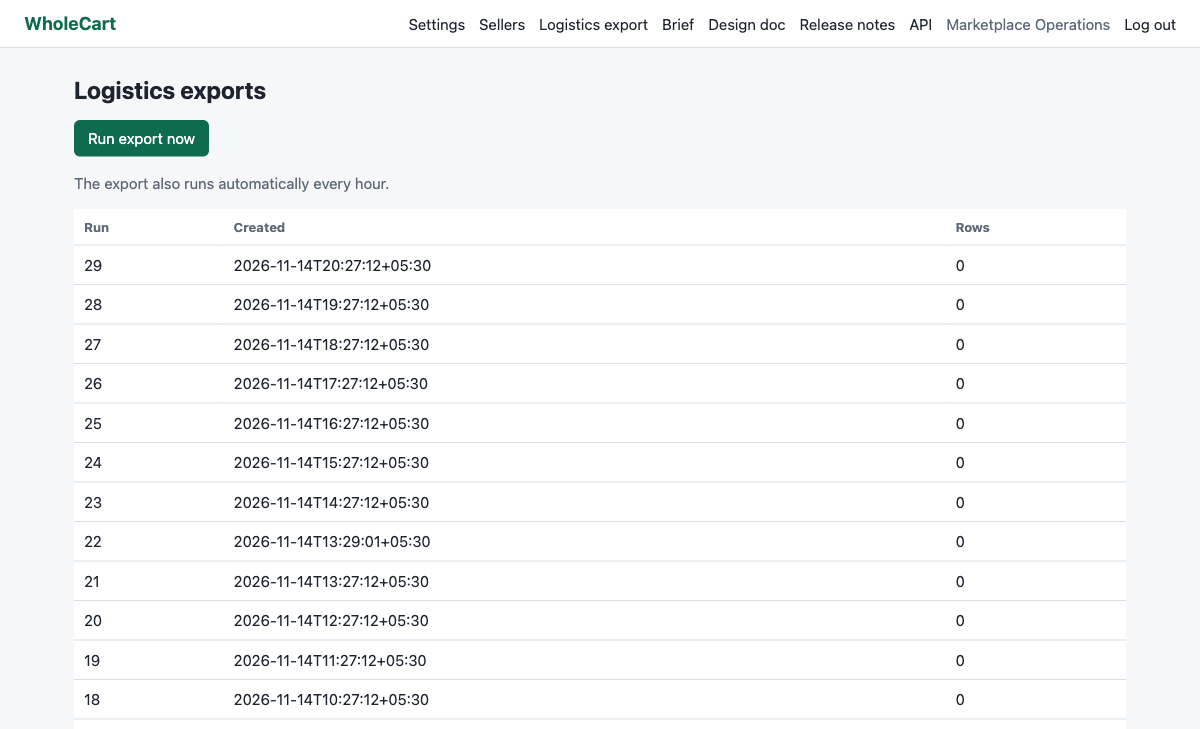 WholeCart Settings Sellers Logistics export Brief Design doc Release notes API Marketplace Operations Log out
Logistics exports
Run export now
The export also runs automatically every hour.
Run Created Rows
29 2026-11-14T20:27:12+05:30 0
28 2026-11-14T19:27:12+05:30 0
27 2026-11-14T18:27:12+05:30 0
26 2026-11-14T17:27:12+05:30 0
25 2026-11-14T16:27:12+05:30 0
24 2026-11-14T15:27:12+05:30 0
23 2026-11-14T14:27:12+05:30 0
22 2026-11-14T13:29:01+05:30 0
21 2026-11-14T13:27:12+05:30 0
20 2026-11-14T12:27:12+05:30 0
19 2026-11-14T11:27:12+05:30 0
18 2026-11-14T10:27:12+05:30 0